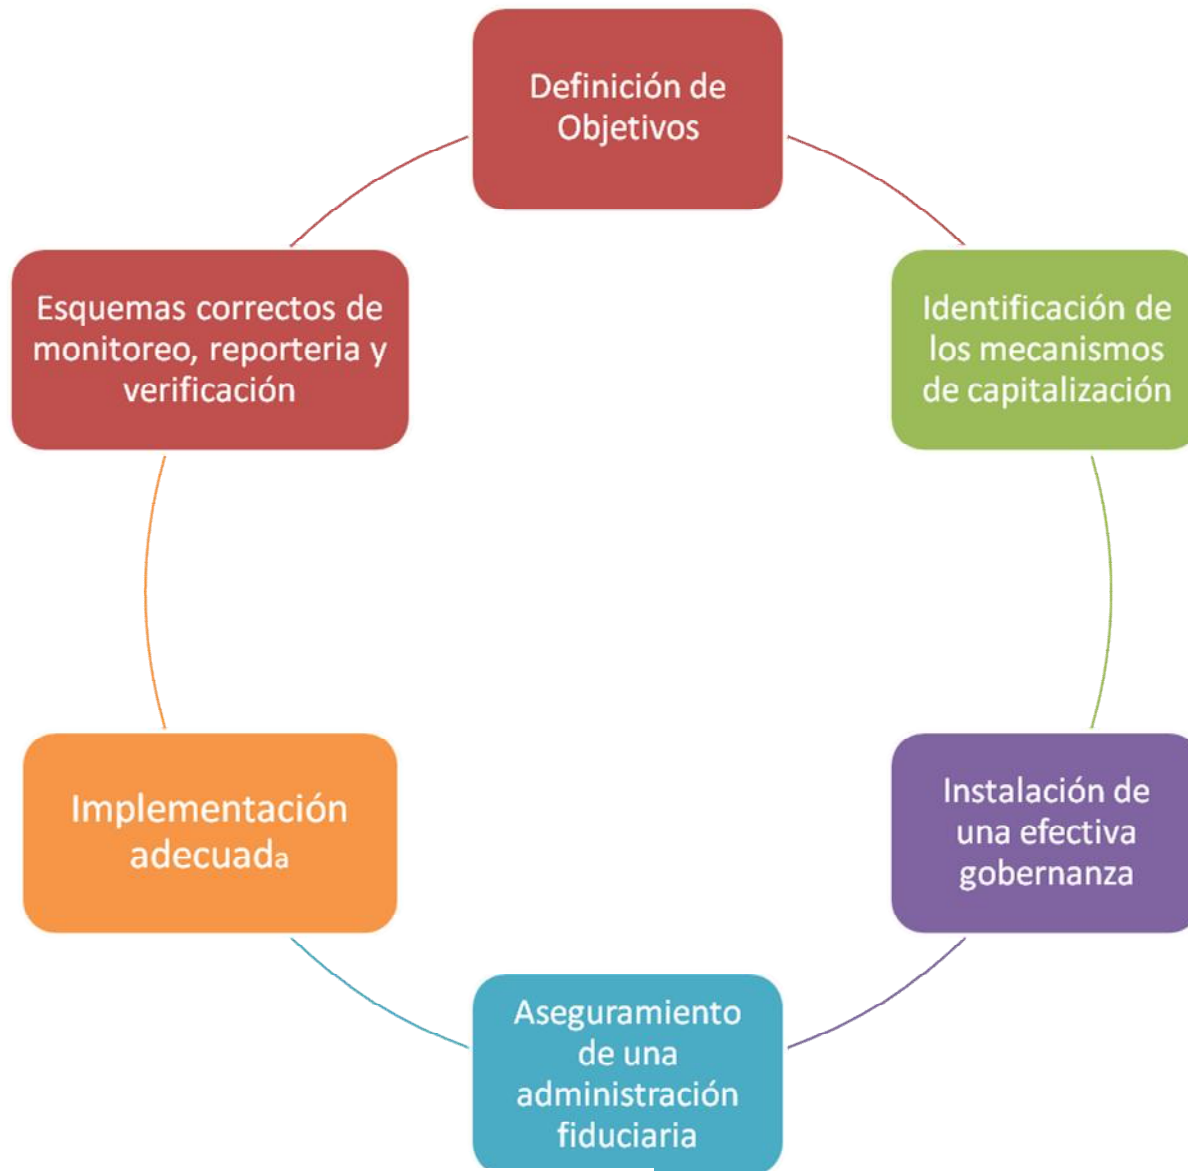 Definición de
Objetivos
Identificación de
los mecanismos
de capitalización
Instalación de
una efectiva
gobernanza
Aseguramiento
de una
administración
fiduciaria
Implementación
adecuada
Esquemas correctos de
monitoreo, reporteria y
verificación